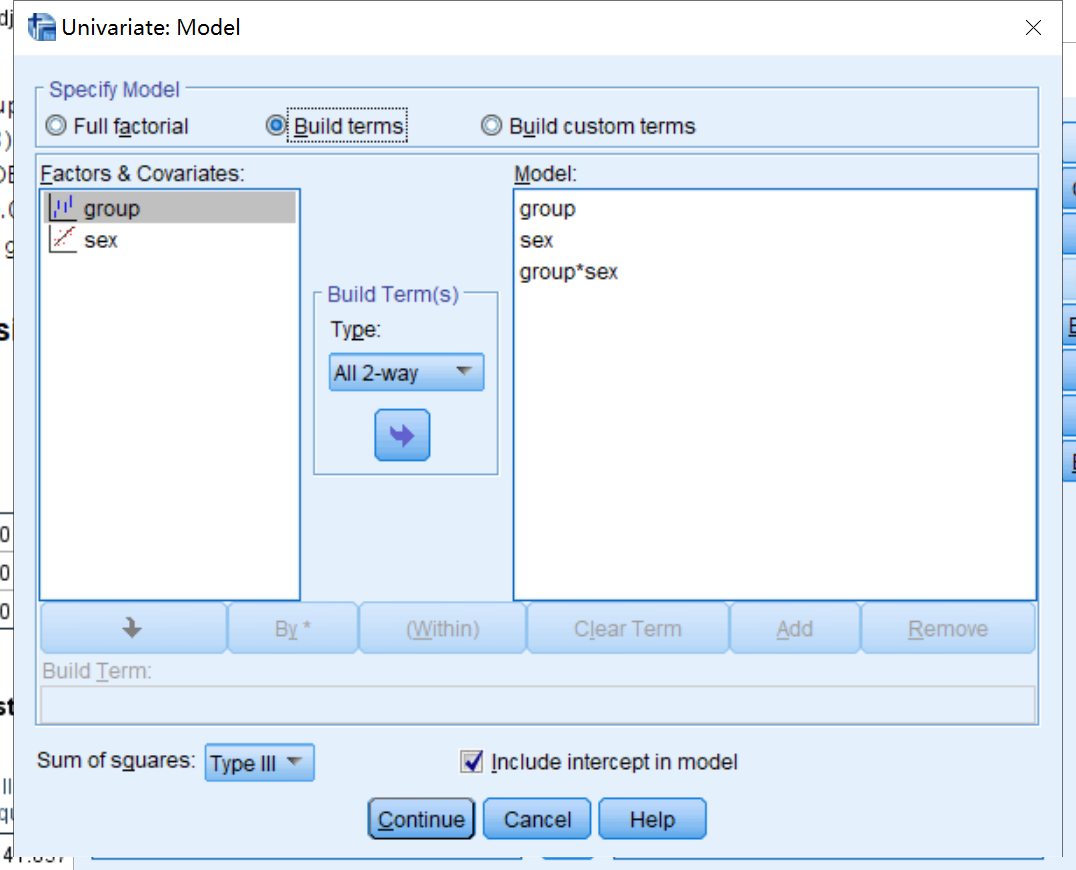 Univariate: Model
Specify Model
Full factorial
Build terms
Build custom terms
Factors & Covariates:
Model:
group
sex
group
sex
group*sex
Build Term(s)
Type:
All 2-way
By *
(Within)
Clear Term
Add
Remove
Build Term:
Sum of squares:
Type III
Include intercept in model
Continue
Cancel
Help